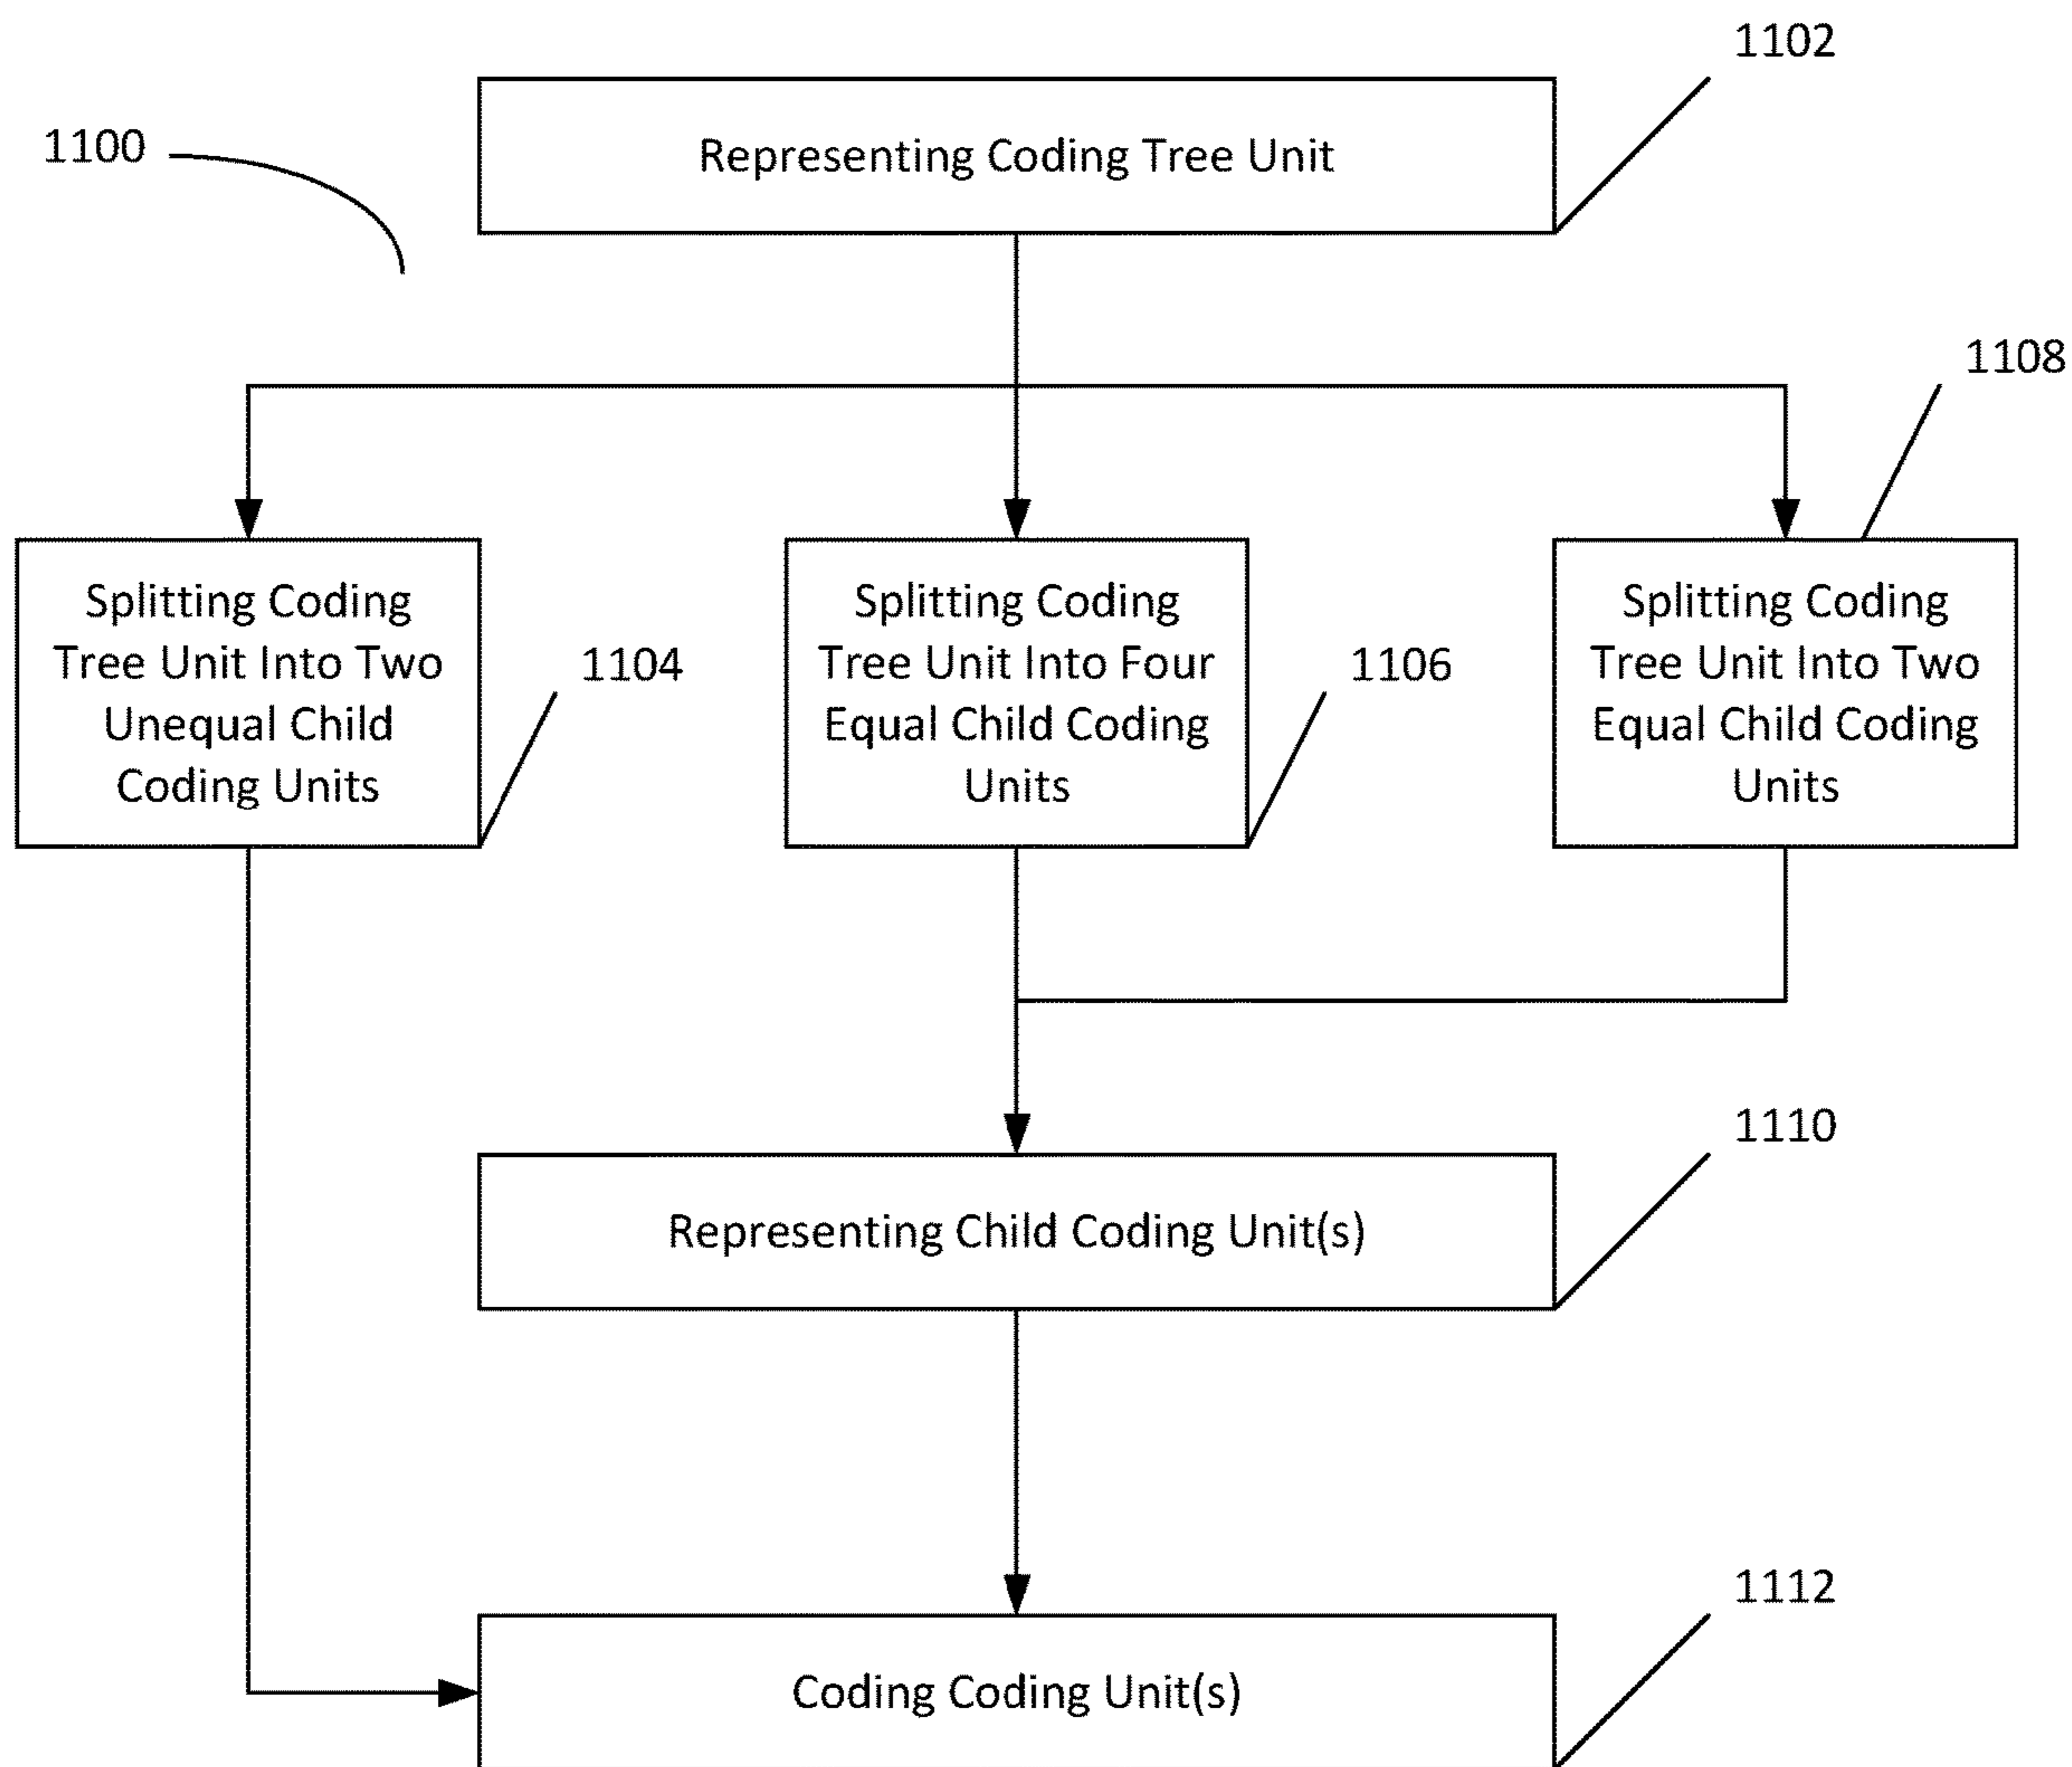 1102
1100
Representing Coding Tree Unit
1108
Splitting Coding
Tree Unit Into Two
Unequal Child
Coding Units
1104
Splitting Coding
Tree Unit Into Four
Equal Child Coding
Units
1106
Splitting Coding
Tree Unit Into Two
Equal Child Coding
Units
1110
Representing Child Coding Unit(s)
1112
Coding Coding Unit(s)